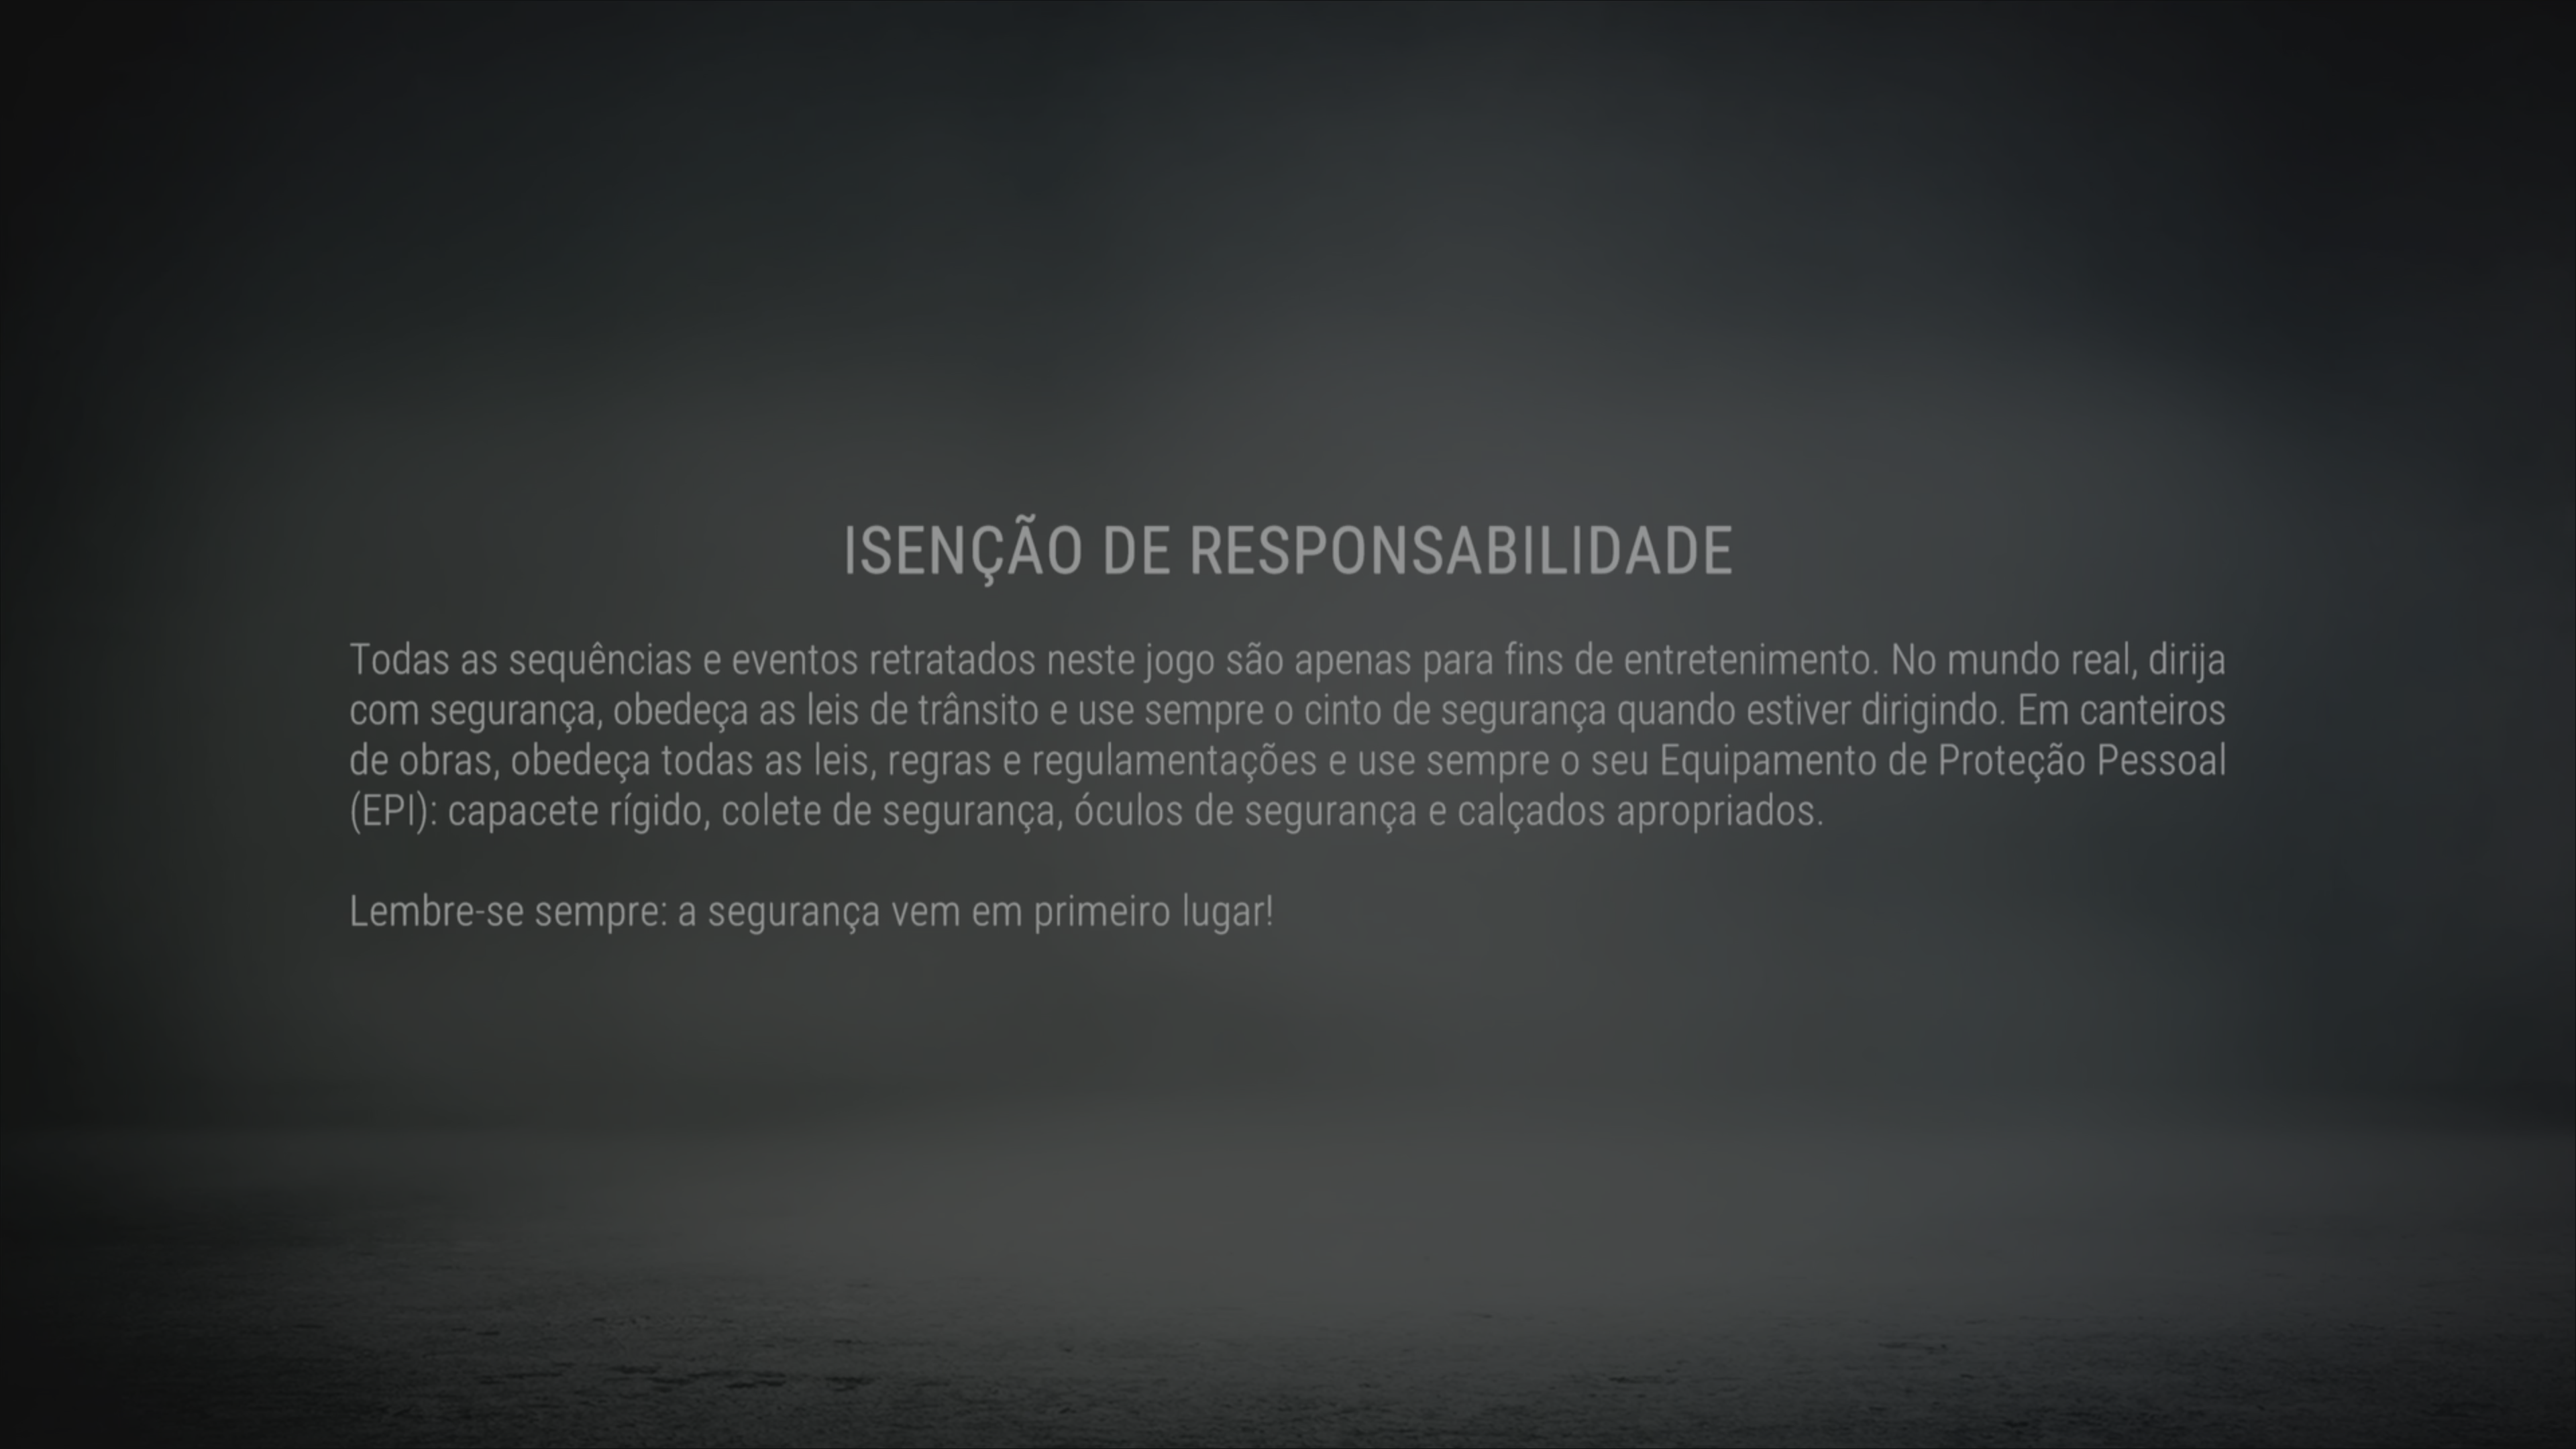 ISENÇÃO DE RESPONSABILIDADE
Todas as sequências e eventos retratados neste jogo são apenas para fins de entretenimento. No mundo real, dirija
com segurança, obedeça as leis de trânsito e use sempre o cinto de segurança quando estiver dirigindo. Em canteiros
de obras, obedeça todas as leis, regras e regulamentações e use sempre o seu Equipamento de Proteção Pessoal
(EPI): capacete rígido, colete de segurança, óculos de segurança e calçados apropriados.
Lembre-se sempre: a segurança vem em primeiro lugar!